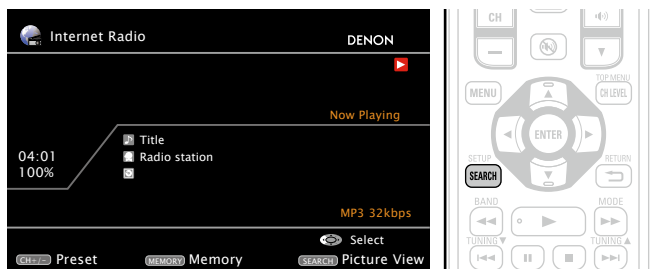 Internet Radio
DENON
Now Playing
Title
Radio station
04:01
100%
MP3 32kbps
Select
CH+/− Preset
MEMORY Memory
SEARCH Picture View
CH
MENU
TOP MENU
CH LEVEL
ENTER
SETUP
SEARCH
RETURN
BAND
MODE
TUNING▼
TUNING▲